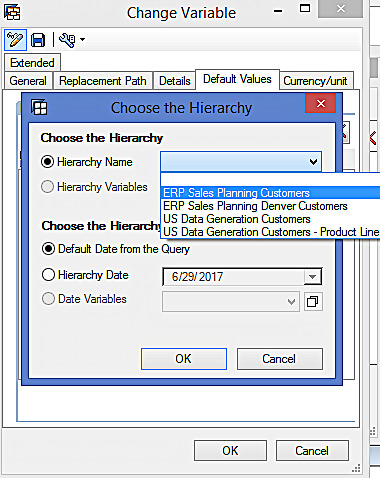 Change Variable
Extended
General Replacement Path Details Default Values Currency/unit
Choose the Hierarchy
Choose the Hierarchy
Hierarchy Name
Hierarchy Variables
ERP Sales Planning Customers
ERP Sales Planning Denver Customers
US Data Generation Customers
US Data Generation Customers - Product Line
Choose the Hierarchy
Default Date from the Query
Hierarchy Date 6/29/2017
Date Variables
OK Cancel
OK Cancel